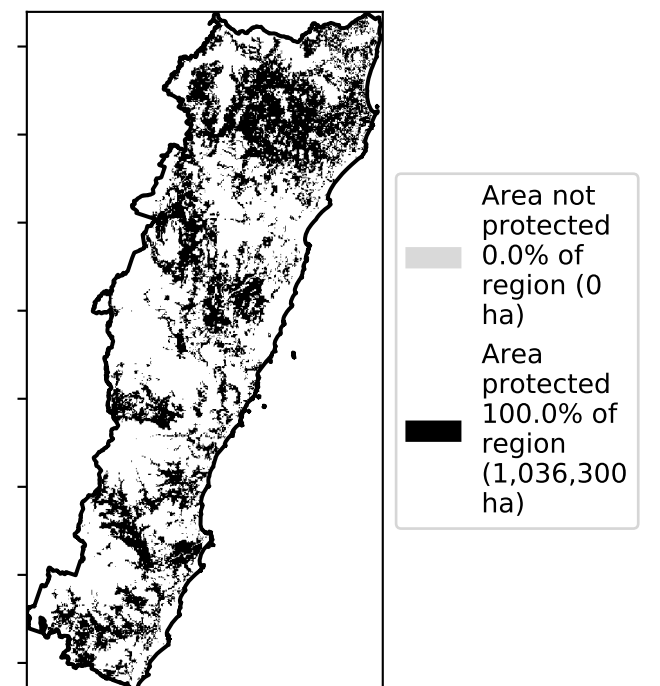 Area not
protected
0.0% of
region (0
ha)
Area
protected
100.0% of
region
(1,036,300
ha)